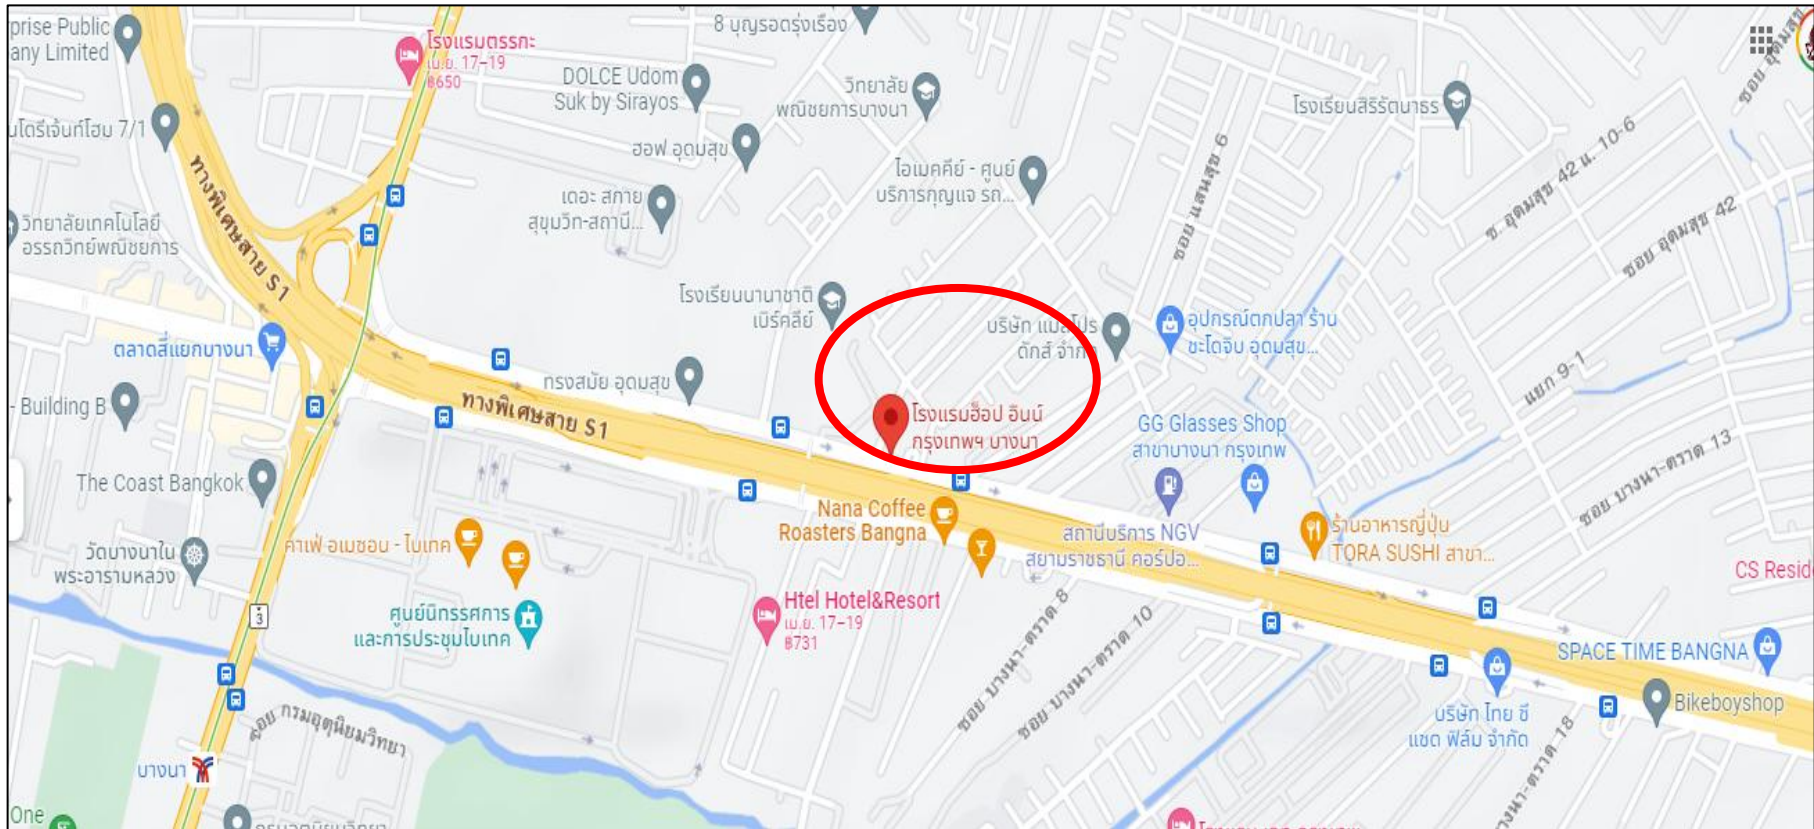 prise Public
any Limited
โรงแรมตรรกะ
เม.ย. 17–19
฿650
8 บุญรอดรุ่งเรือง
DOLCE Udom
Suk by Sirayos
วิทยาลัย
พณิชยการบางนา
โรงเรียนสิริรัตนาธร
นโดรีเจ้นท์โฮม 7/1
ฮอฟ อุดมสุข
ไอเมคคีย์ - ศูนย์
บริการกุญแจ รถ...
ซอย แสนสุข 6
ซ. อุดมสุข 42 แ. 10-6
ซอย อุดมสุข 42
ทางพิเศษสาย S1
เดอะ สกาย
สุขุมวิท-สถานี...
วิทยาลัยเทคโนโลยี
อรรถวิทย์พณิชยการ
โรงเรียนนานาชาติ
เบิร์คลีย์
บริษัท แมสโปร
ดักส์ จำกัด
อุปกรณ์ตกปลา ร้าน
ชะโดจิบ อุดมสุข...
ตลาดสี่แยกบางนา
ทรงสมัย อุดมสุข
แยก 9-1
- Building B
ทางพิเศษสาย S1
โรงแรมฮ็อป อินน์
กรุงเทพฯ บางนา
GG Glasses Shop
สาขาบางนา กรุงเทพ
ซอย บางนา-ตราด 13
The Coast Bangkok
Nana Coffee
Roasters Bangna
สถานีบริการ NGV
สยามราชธานี คอร์ปอ...
ร้านอาหารญี่ปุ่น
TORA SUSHI สาขา...
วัดบางนาใน
พระอารามหลวง
คาเฟ่ อเมซอน - ไบเทค
CS Resid
3
ศูนย์นิทรรศการ
และการประชุมไบเทค
Htel Hotel&Resort
เม.ย. 17–19
฿731
ซอย บางนา-ตราด 8
ซอย บางนา-ตราด 10
SPACE TIME BANGNA
Bikeboyshop
บริษัท ไทย ซี
แซด ฟิล์ม จำกัด
ซอย กรมอุตุนิยมวิทยา
บางนา
One